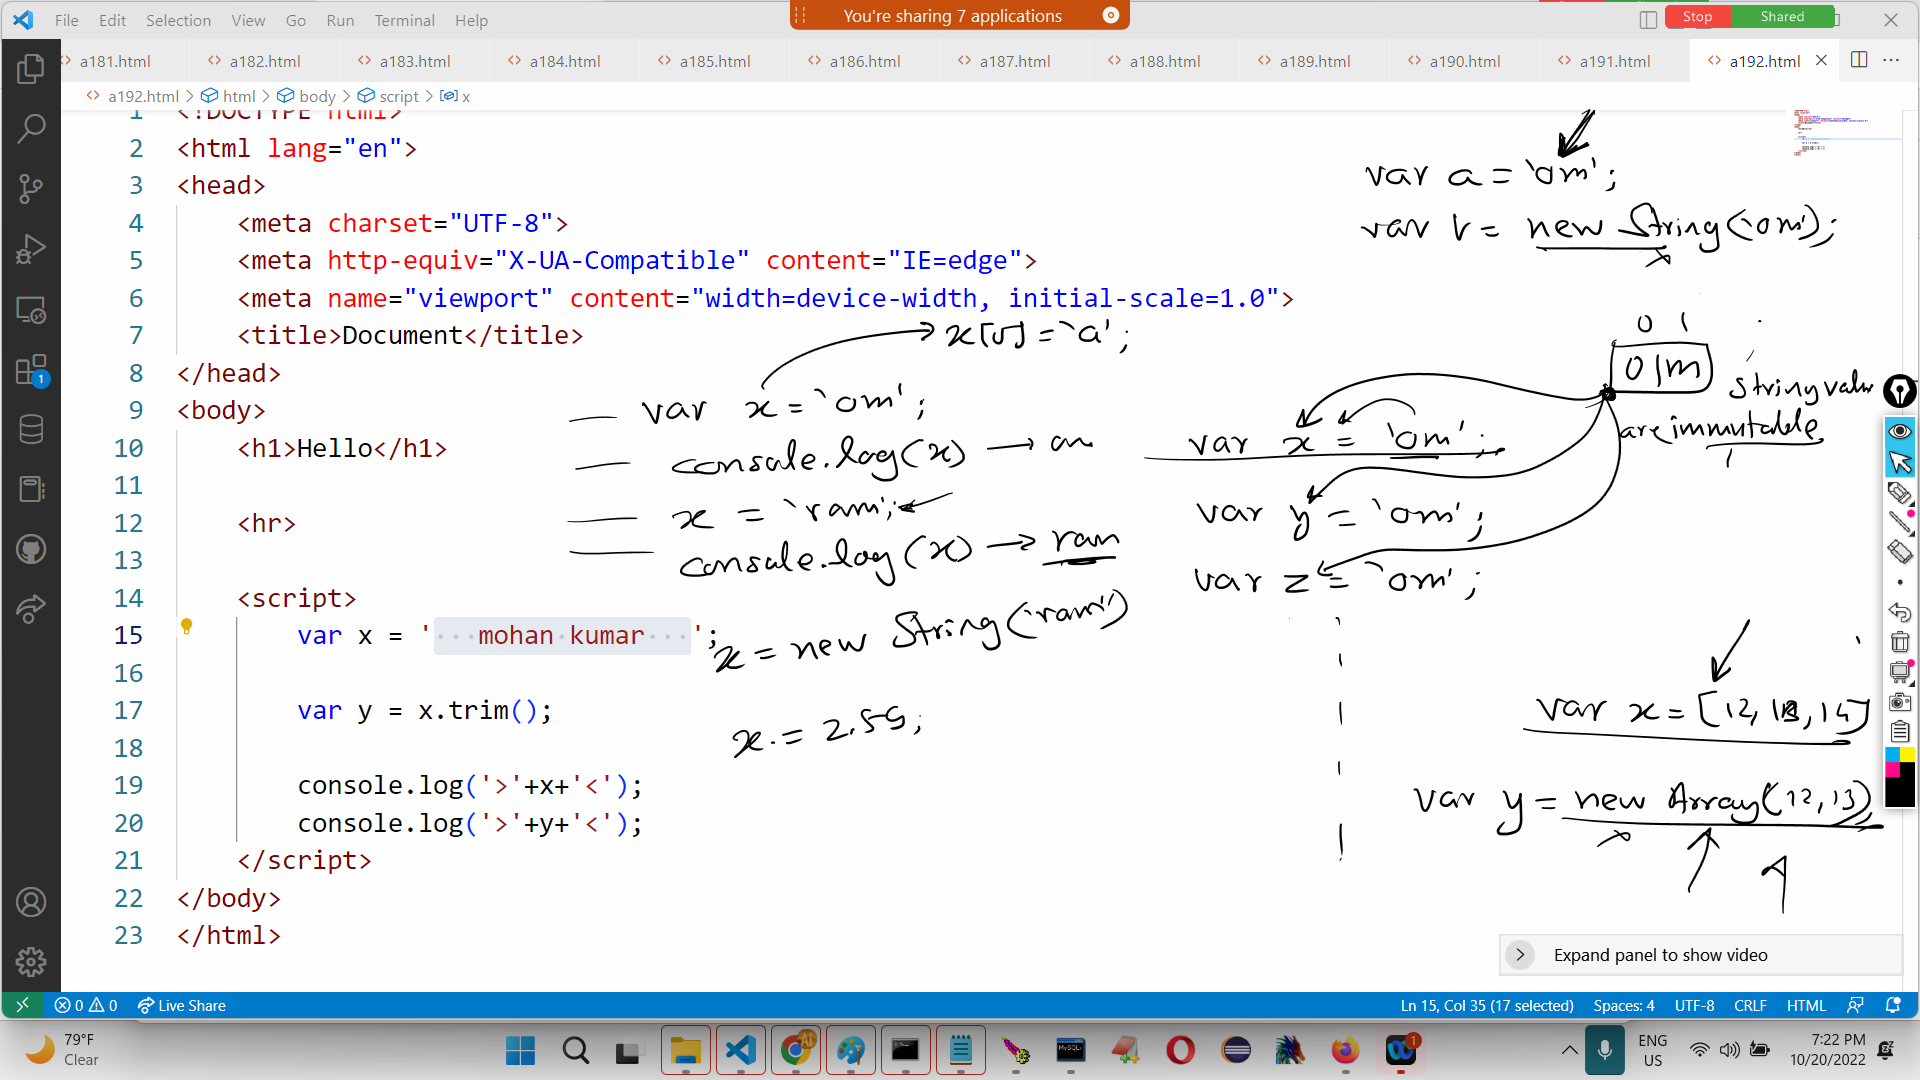 File Edit Selection View Go Run Terminal Help
You're sharing 7 applications
Stop Shared
a181.html a182.html a183.html a184.html a185.html a186.html a187.html a188.html a189.html a190.html a191.html a192.html
a192.html > html > body > script > x
1 <!DOCTYPE html>
2 <html lang="en">
3 <head>
4 <meta charset="UTF-8">
5 <meta http-equiv="X-UA-Compatible" content="IE=edge">
6 <meta name="viewport" content="width=device-width, initial-scale=1.0">
7 <title>Document</title>
8 </head>
9 <body>
10 <h1>Hello</h1>
11
12 <hr>
13
14 <script>
15 var x = '   mohan kumar   ';
16
17 var y = x.trim();
18
19 console.log('>'+x+'<');
20 console.log('>'+y+'<');
21 </script>
22 </body>
23 </html>
var a = 'om';
new String('om');
x[0] = 'a';
var x = 'om';
console.log(x) → om
x = 'ram';
console.log(x) → ram
x = new String('ram')
x = 2.55;
0 1
o|m
string value
are immutable
var x = 'om';
var y = 'om';
var z = 'om';
var x = [12, 13, 14]
var y = new Array(12,13)
Expand panel to show video
0 0 Live Share
Ln 15, Col 35 (17 selected) Spaces: 4 UTF-8 CRLF HTML
79°F
Clear
ENG
US
7:22 PM
10/20/2022